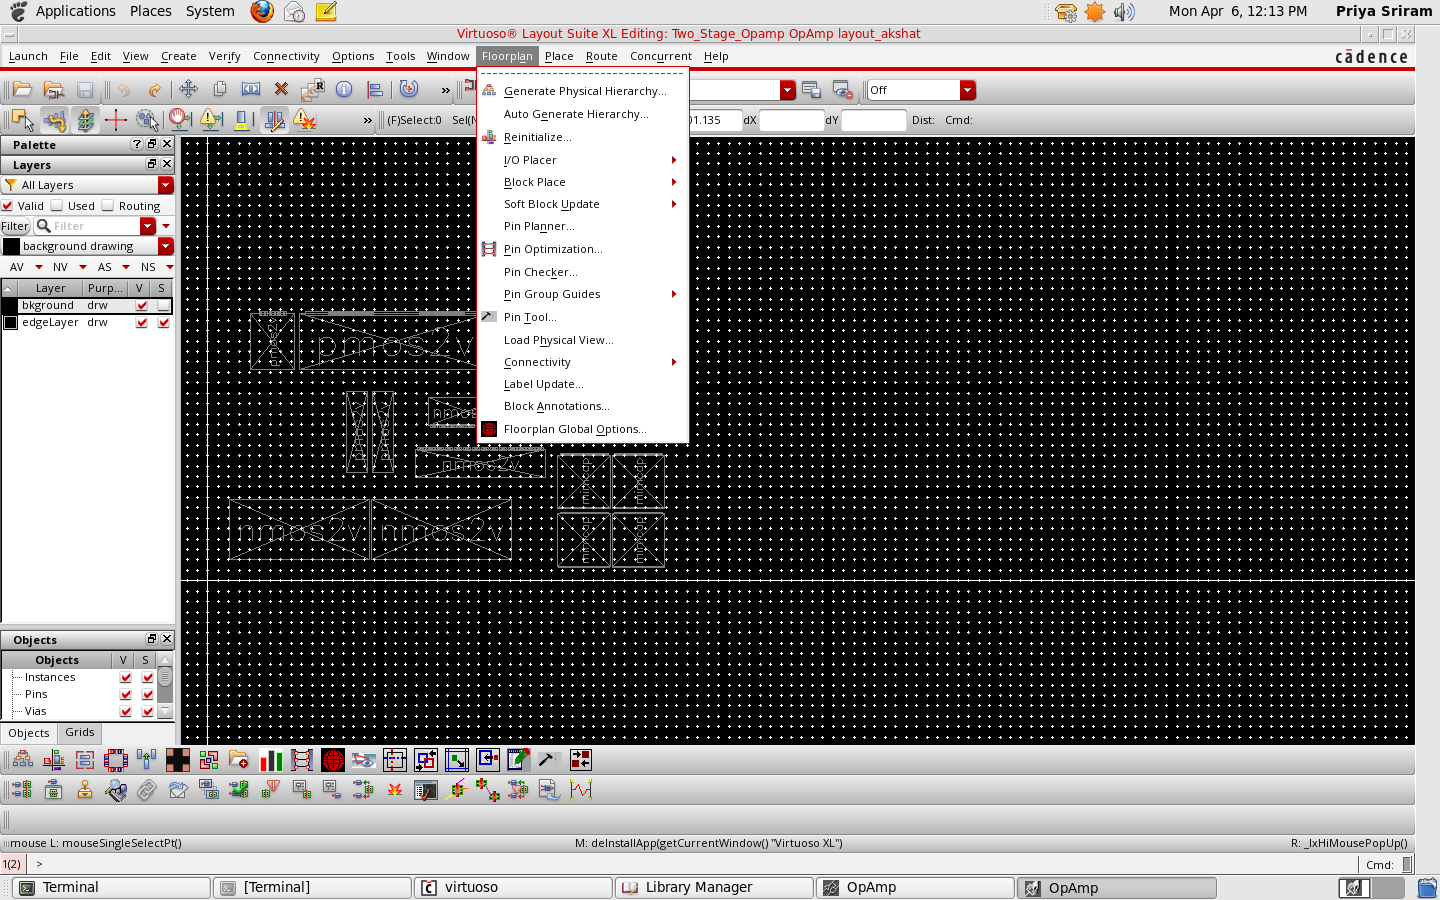 Applications Places System Mon Apr 6, 12:13 PM Priya Sriram
Virtuoso® Layout Suite XL Editing: Two_Stage_Opamp OpAmp layout_akshat
Launch File Edit View Create Verify Connectivity Options Tools Window Floorplan Place Route Concurrent Help cādence
» Off
» (F)Select:0 Sel(N 01.135 dX dY Dist: Cmd:
Generate Physical Hierarchy...
Auto Generate Hierarchy...
Reinitialize...
I/O Placer
Block Place
Soft Block Update
Pin Planner...
Pin Optimization...
Pin Checker...
Pin Group Guides
Pin Tool...
Load Physical View...
Connectivity
Label Update...
Block Annotations...
Floorplan Global Options...
Palette
Layers
All Layers
Valid Used Routing
Filter Filter
background drawing
AV NV AS NS
Layer Purp... V S
bkground drw
edgeLayer drw
pmos2v pmos2v
nmos2v
nmos2v nmos2v
mimcap mimcap
mimcap mimcap
Objects
Objects V S
Instances
Pins
Vias
Objects Grids
mouse L: mouseSingleSelectPt() M: deInstallApp(getCurrentWindow() "Virtuoso XL") R: _lxHiMousePopUp()
1(2) > Cmd:
Terminal [Terminal] virtuoso Library Manager OpAmp OpAmp